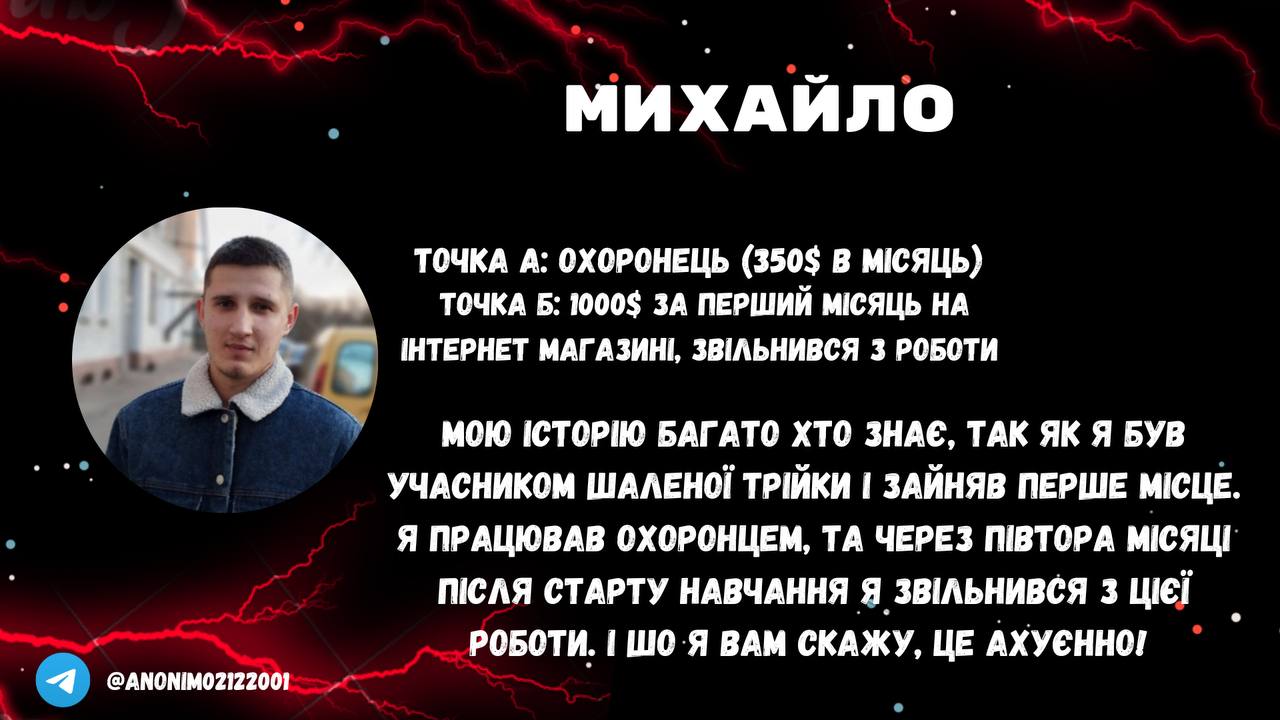 МИХАЙЛО
ТОЧКА А: ОХОРОНЕЦЬ (350$ В МІСЯЦЬ)
ТОЧКА Б: 1000$ ЗА ПЕРШИЙ МІСЯЦЬ НА
ІНТЕРНЕТ МАГАЗИНІ, ЗВІЛЬНИВСЯ З РОБОТИ
МОЮ ІСТОРІЮ БАГАТО ХТО ЗНАЄ, ТАК ЯК Я БУВ
УЧАСНИКОМ ШАЛЕНОЇ ТРІЙКИ І ЗАЙНЯВ ПЕРШЕ МІСЦЕ.
Я ПРАЦЮВАВ ОХОРОНЦЕМ, ТА ЧЕРЕЗ ПІВТОРА МІСЯЦІ
ПІСЛЯ СТАРТУ НАВЧАННЯ Я ЗВІЛЬНИВСЯ З ЦІЄЇ
РОБОТИ. І ШО Я ВАМ СКАЖУ, ЦЕ АХУЄННО!
@ANONIM02122001